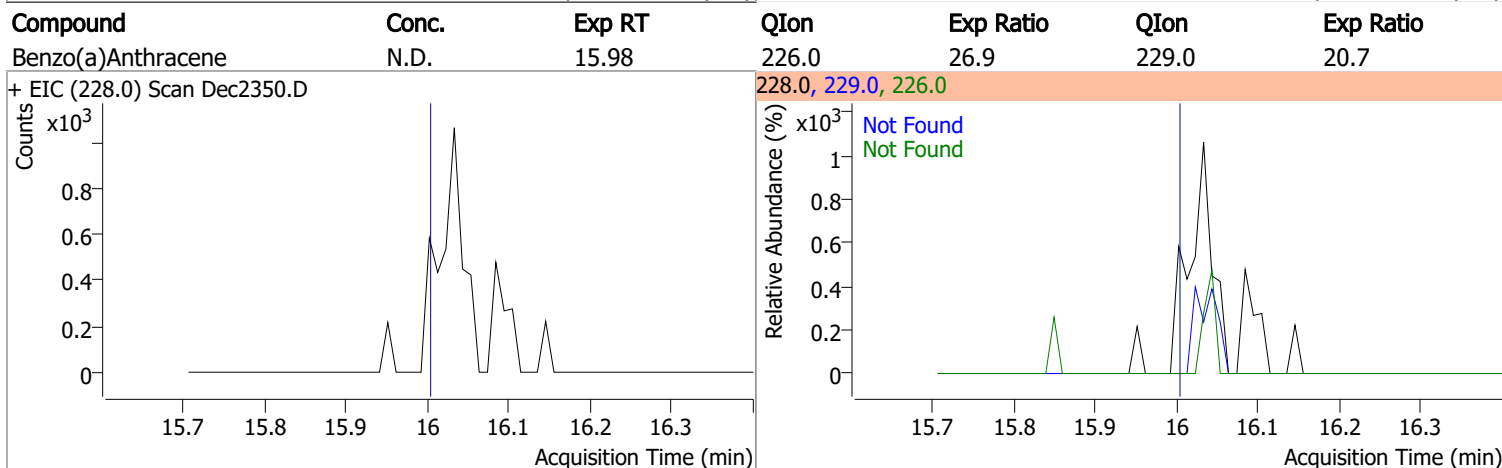 Compound Conc. Exp RT QIon Exp Ratio QIon Exp Ratio
Benzo(a)Anthracene N.D. 15.98 226.0 26.9 229.0 20.7
+ EIC (228.0) Scan Dec2350.D
Counts
x10³
0.8
0.6
0.4
0.2
0
15.7 15.8 15.9 16 16.1 16.2 16.3
Acquisition Time (min)
228.0, 229.0, 226.0
Relative Abundance (%)
x10³
Not Found
Not Found
1
0.8
0.6
0.4
0.2
0
15.7 15.8 15.9 16 16.1 16.2 16.3
Acquisition Time (min)